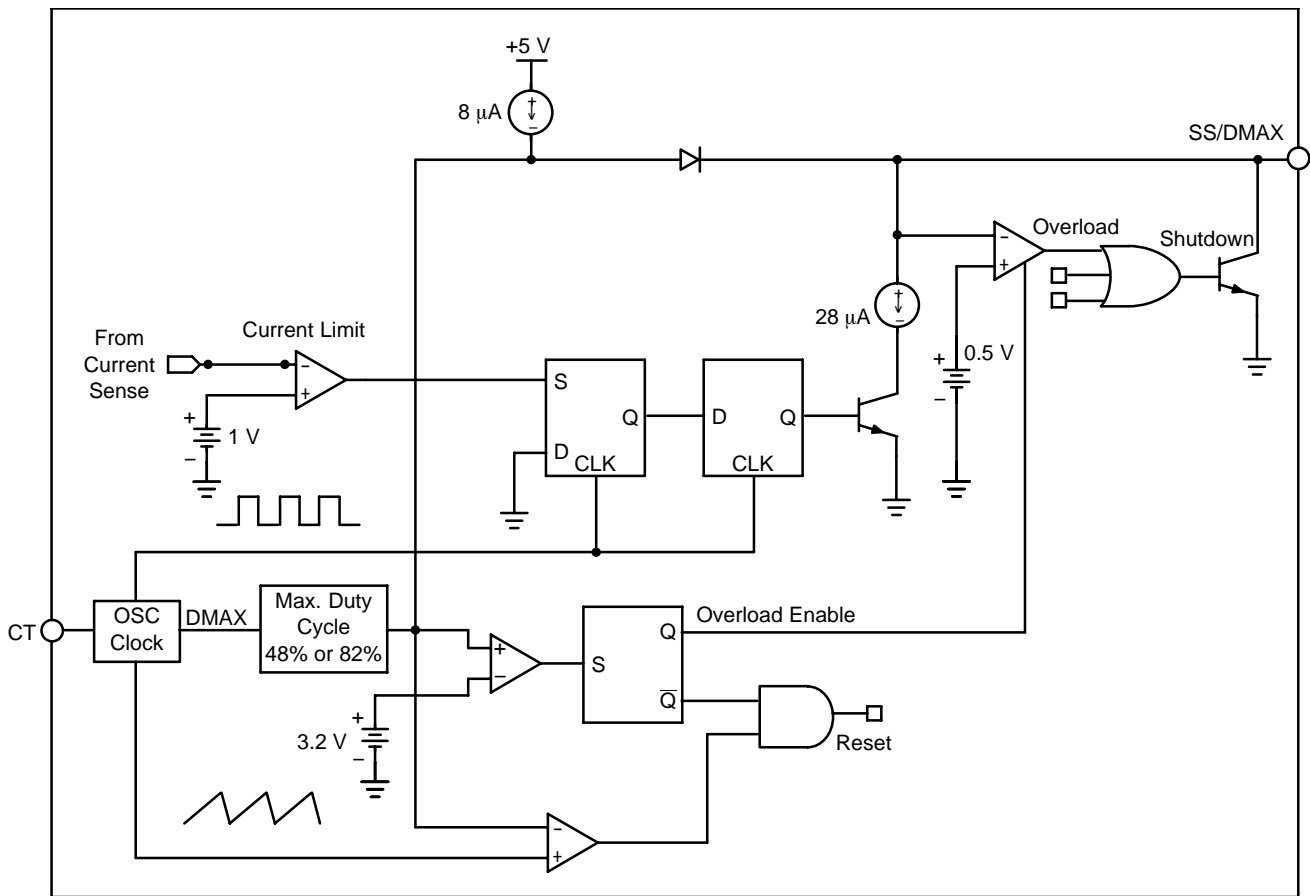 +5 V
8 μA
+
−
SS/DMAX
Overload
Shutdown
−
+
+
−
28 μA
+
−
0.5 V
From
Current
Sense
Current Limit
−
+
+
−
1 V
S
Q
D
CLK
D
Q
CLK
CT
OSC
Clock
DMAX
Max. Duty
Cycle
48% or 82%
+
−
+
−
3.2 V
S
Q
Q̅
Overload Enable
Reset
−
+